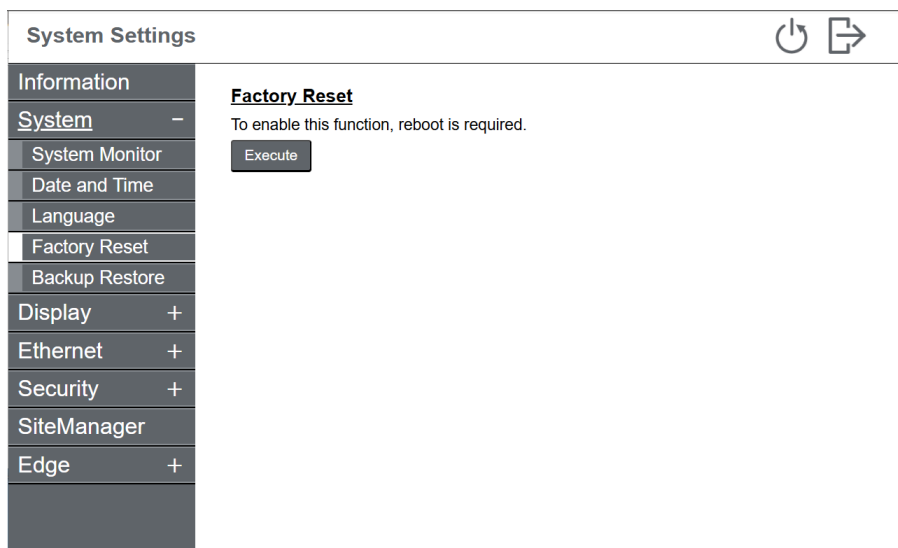 System Settings
Information
System −
System Monitor
Date and Time
Language
Factory Reset
Backup Restore
Display +
Ethernet +
Security +
SiteManager
Edge +
Factory Reset
To enable this function, reboot is required.
Execute